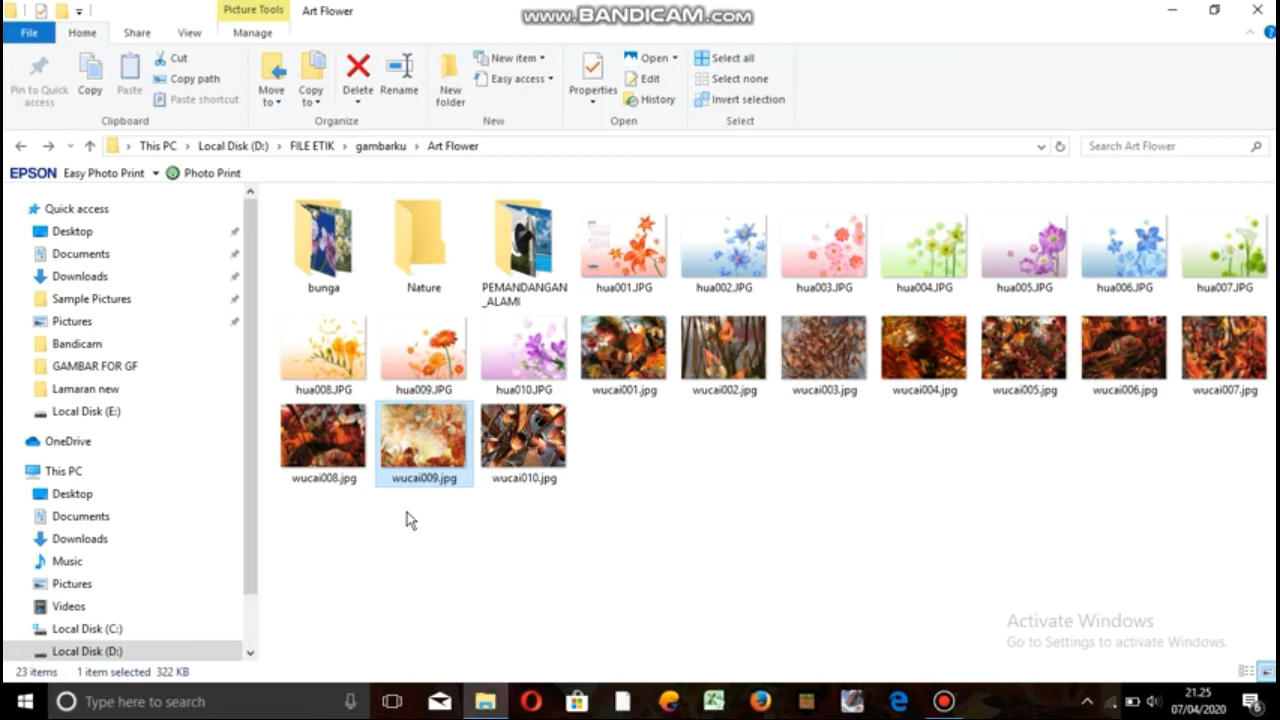 Picture Tools
Art Flower
www.BANDICAM.com
File
Home
Share
View
Manage
Pin to Quick access
Copy
Paste
Cut
Copy path
Paste shortcut
Clipboard
Move to
Copy to
Delete
Rename
Organize
New folder
New item
Easy access
New
Properties
Open
Edit
History
Open
Select all
Select none
Invert selection
Select
This PC > Local Disk (D:) > FILE ETIK > gambarku > Art Flower
Search Art Flower
EPSON Easy Photo Print Photo Print
Quick access
Desktop
Documents
Downloads
Sample Pictures
Pictures
Bandicam
GAMBAR FOR GF
Lamaran new
Local Disk (E:)
OneDrive
This PC
Desktop
Documents
Downloads
Music
Pictures
Videos
Local Disk (C:)
Local Disk (D:)
bunga
Nature
PEMANDANGAN
_ALAMI
hua001.JPG
hua002.JPG
hua003.JPG
hua004.JPG
hua005.JPG
hua006.JPG
hua007.JPG
hua008.JPG
hua009.JPG
hua010.JPG
wucai001.jpg
wucai002.jpg
wucai003.jpg
wucai004.jpg
wucai005.jpg
wucai006.jpg
wucai007.jpg
wucai008.jpg
wucai009.jpg
wucai010.jpg
Activate Windows
Go to Settings to activate Windows.
23 items 1 item selected 322 KB
Type here to search
21.25
07/04/2020
6